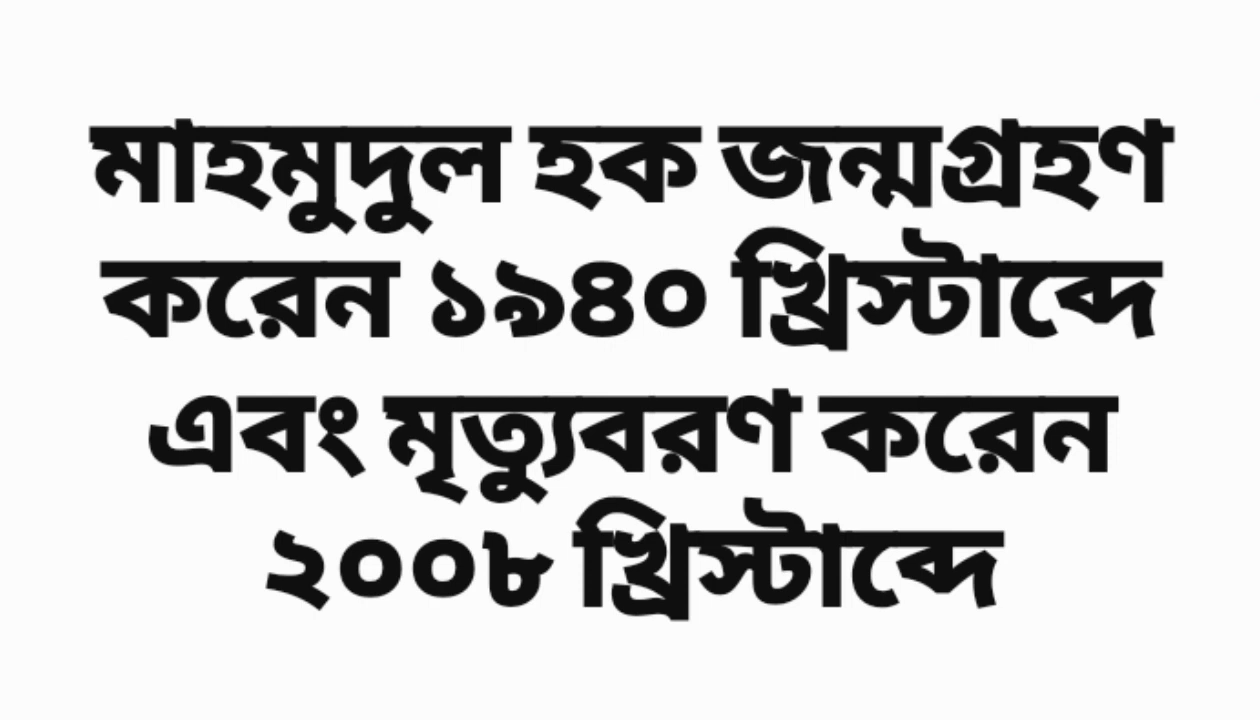 মাহমুদুল হক জন্মগ্রহণ
করেন ১৯৪০ খ্রিস্টাব্দে
এবং মৃত্যুবরণ করেন
২০০৮ খ্রিস্টাব্দে